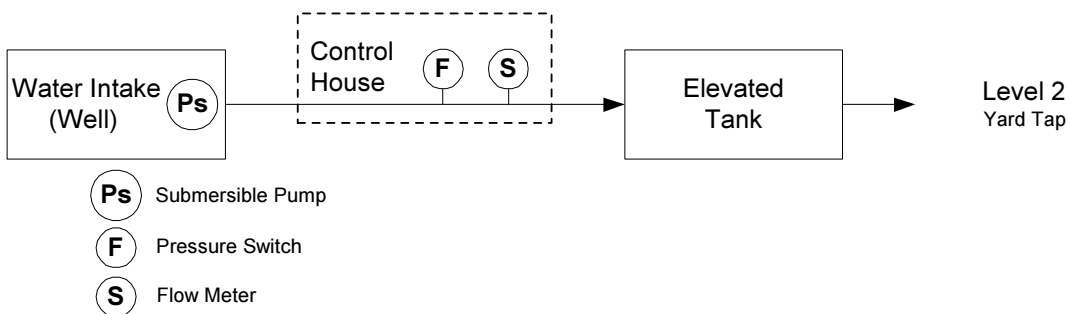 Water Intake
(Well)
Ps
Control
House
F
S
Elevated
Tank
Level 2
Yard Tap
Ps Submersible Pump
F Pressure Switch
S Flow Meter